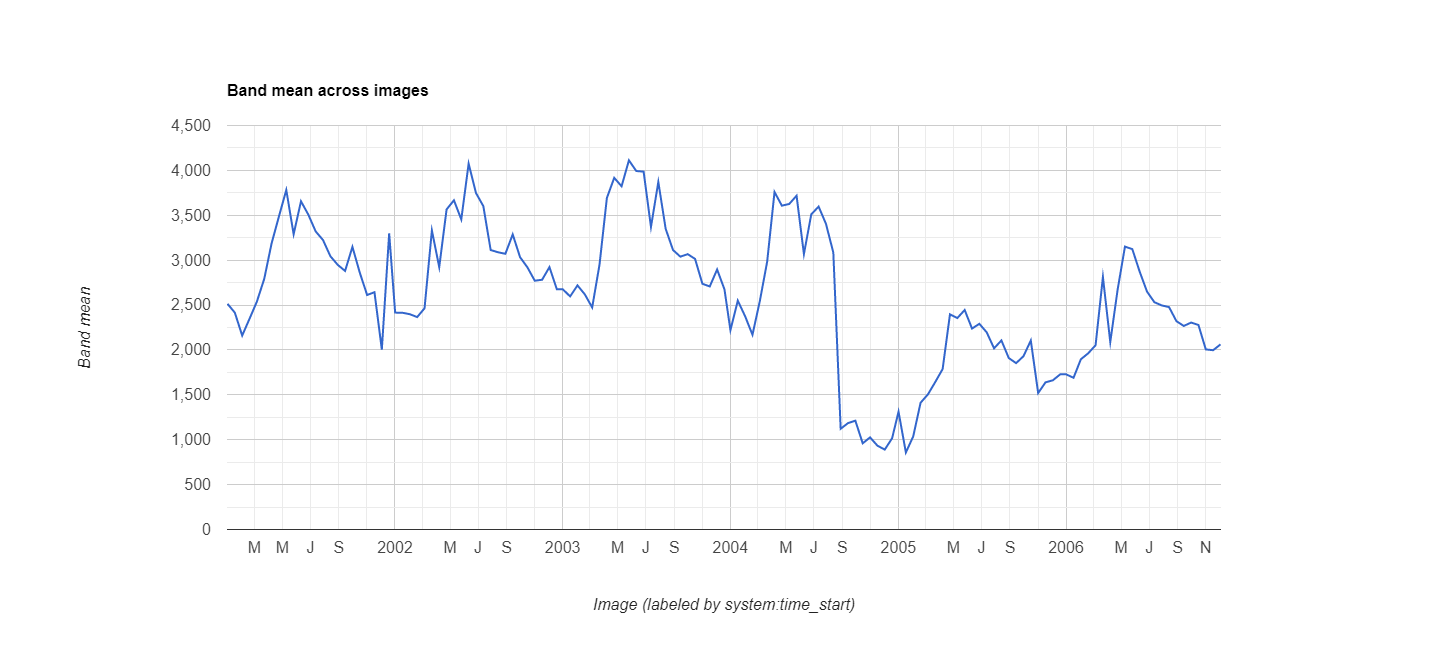 Band mean across images
4,500
4,000
3,500
3,000
2,500
2,000
1,500
1,000
500
0
Band mean
M M J S 2002 M J S 2003 M J S 2004 M J S 2005 M J S 2006 M J S N
Image (labeled by system:time_start)